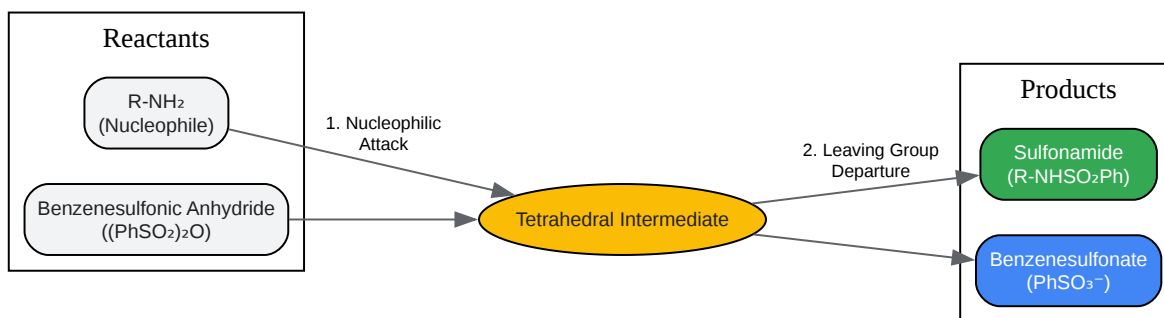 Reactants
R-NH₂
(Nucleophile)
Benzenesulfonic Anhydride
((PhSO₂)₂O)
1. Nucleophilic
Attack
Tetrahedral Intermediate
2. Leaving Group
Departure
Products
Sulfonamide
(R-NHSO₂Ph)
Benzenesulfonate
(PhSO₃⁻)